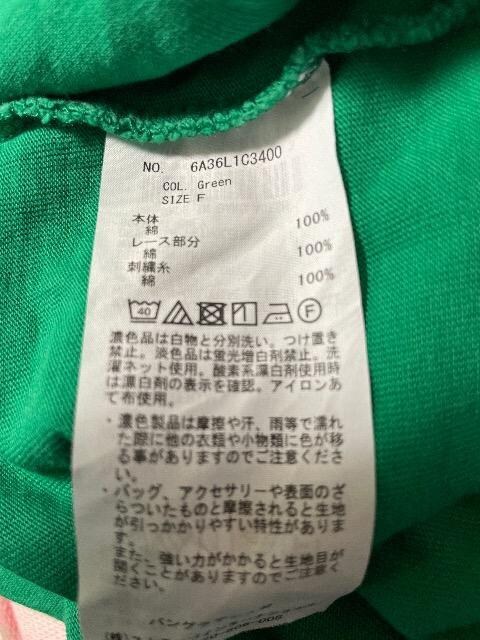 NO. 6A36L1C3400
COL. Green
SIZE F
本体
綿 100%
レース部分
綿 100%
刺繍糸
綿 100%
40 F
濃色品は白物と分別洗い。つけ置き
禁止。淡色品は蛍光増白剤禁止。洗
濯ネット使用。酸素系漂白剤使用時
は漂白剤の表示を確認。アイロンあ
て布使用。
・濃色製品は摩擦や汗、雨等で濡れ
た際に他の衣類や小物類に色が移
る事がありますのでご注意くださ
い。
・バッグ、アクセサリーや表面のざ
らついたものと摩擦されると生地
が引っかかりやすい特性がありま
す。
また、強い力がかかると生地目が
開くことがありますのでご注意く
ださい。